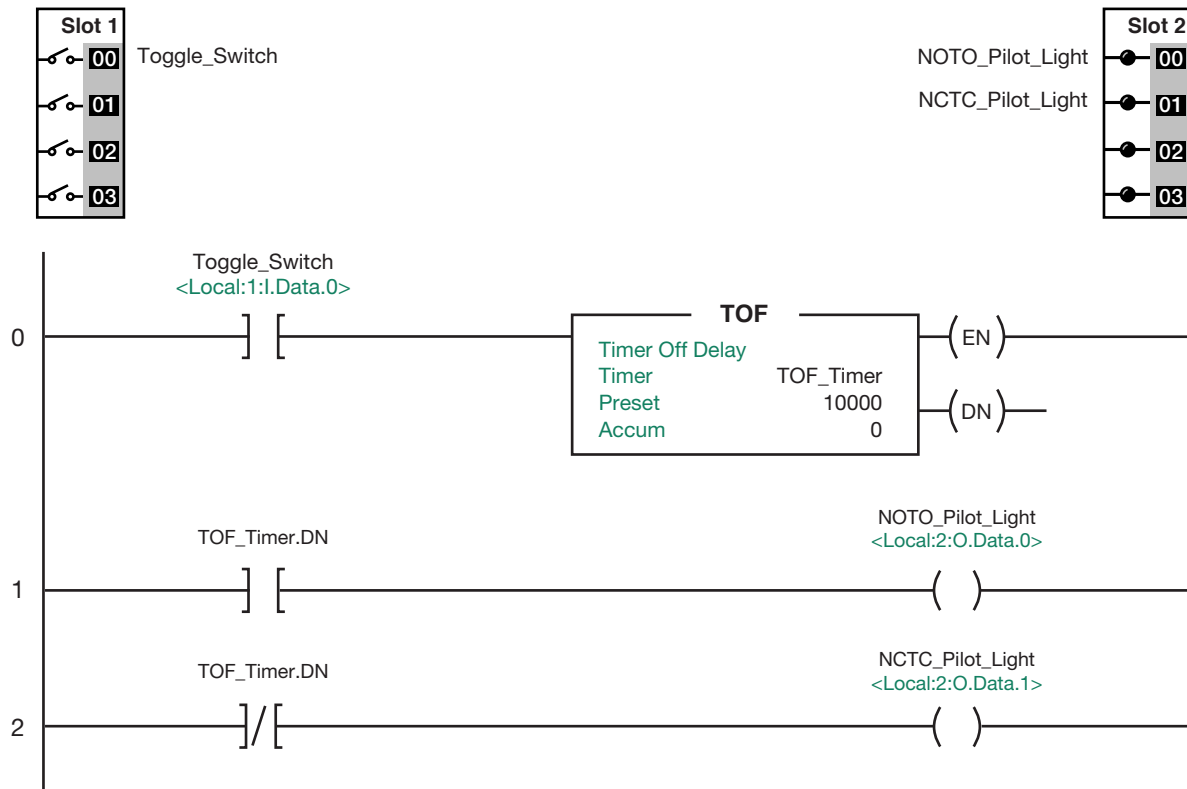 Slot 1
00 Toggle_Switch
01
02
03
Slot 2
NOTO_Pilot_Light 00
NCTC_Pilot_Light 01
02
03
Toggle_Switch
<Local:1:I.Data.0>
0
TOF
Timer Off Delay
Timer TOF_Timer
Preset 10000
Accum 0
EN
DN
TOF_Timer.DN
NOTO_Pilot_Light
<Local:2:O.Data.0>
1
TOF_Timer.DN
NCTC_Pilot_Light
<Local:2:O.Data.1>
2